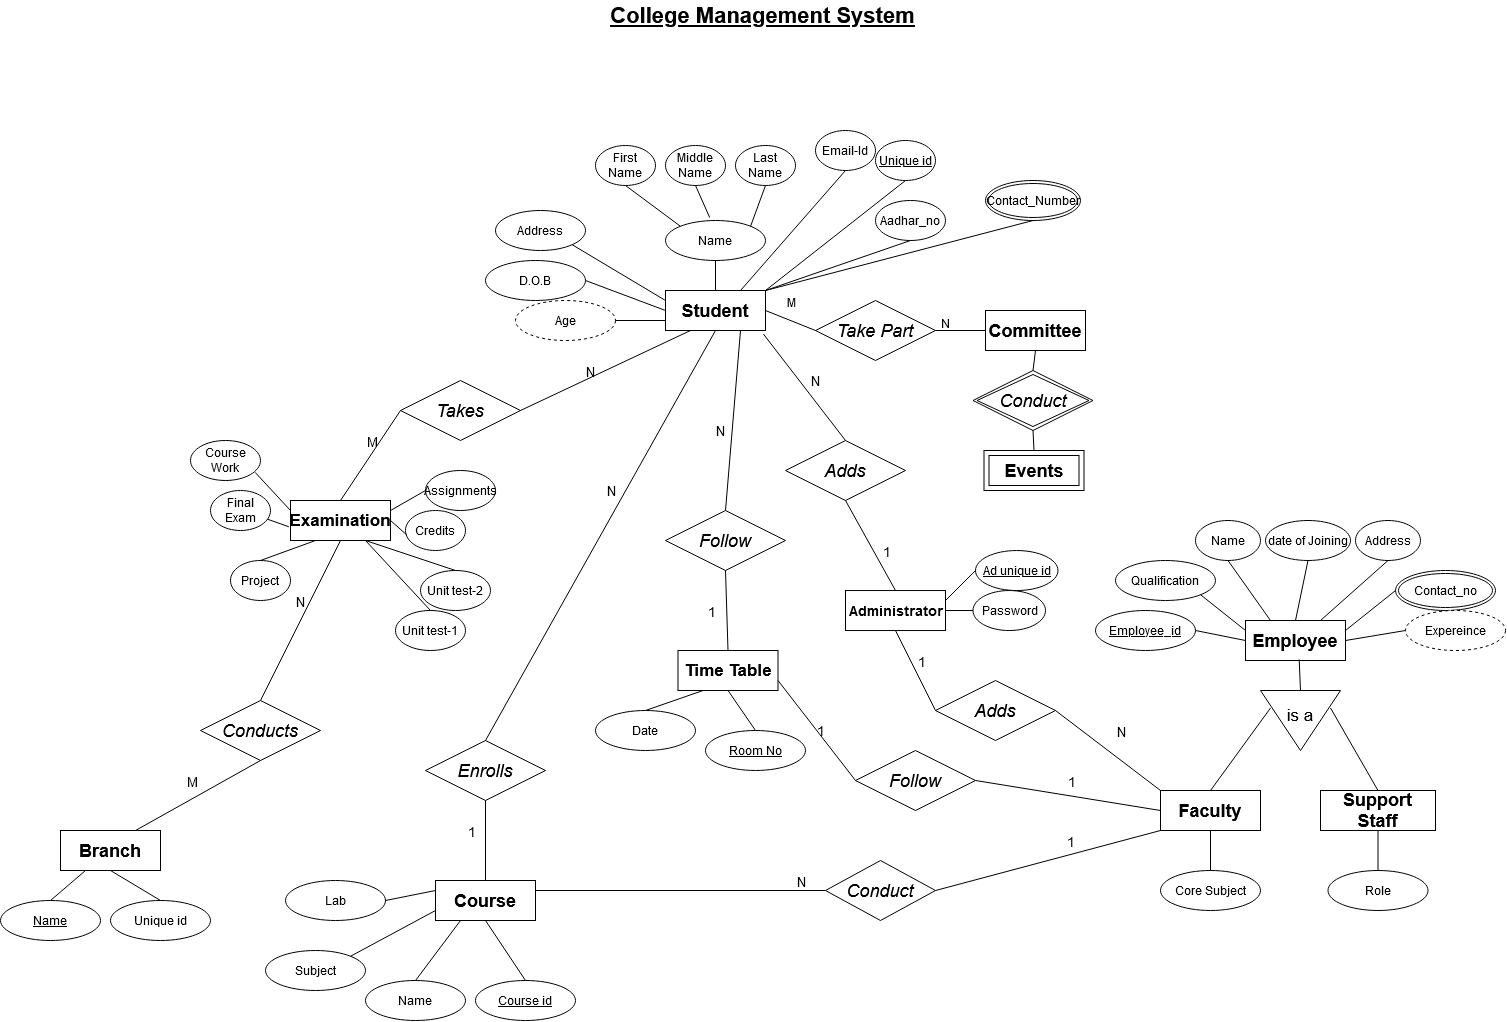 College Management System
First
Name
Middle
Name
Last
Name
Email-Id
Unique id
Contact_Number
Address
Name
Aadhar_no
D.O.B
Age
Student
M
Take Part
N
Committee
N
N
Takes
Conduct
M
N
N
Adds
Events
Course
Work
Assignments
Final
Exam
Examination
Credits
Follow
1
Name
date of Joining
Address
Project
Unit test-2
Ad unique id
Qualification
Contact_no
N
Unit test-1
1
Administrator
Password
Employee_id
Employee
Expereince
Time Table
1
is a
Conducts
Date
Room No
1
Adds
N
M
Enrolls
Follow
1
Faculty
Support
Staff
Branch
1
1
Lab
Course
N
Conduct
Core Subject
Role
Name
Unique id
Subject
Name
Course id